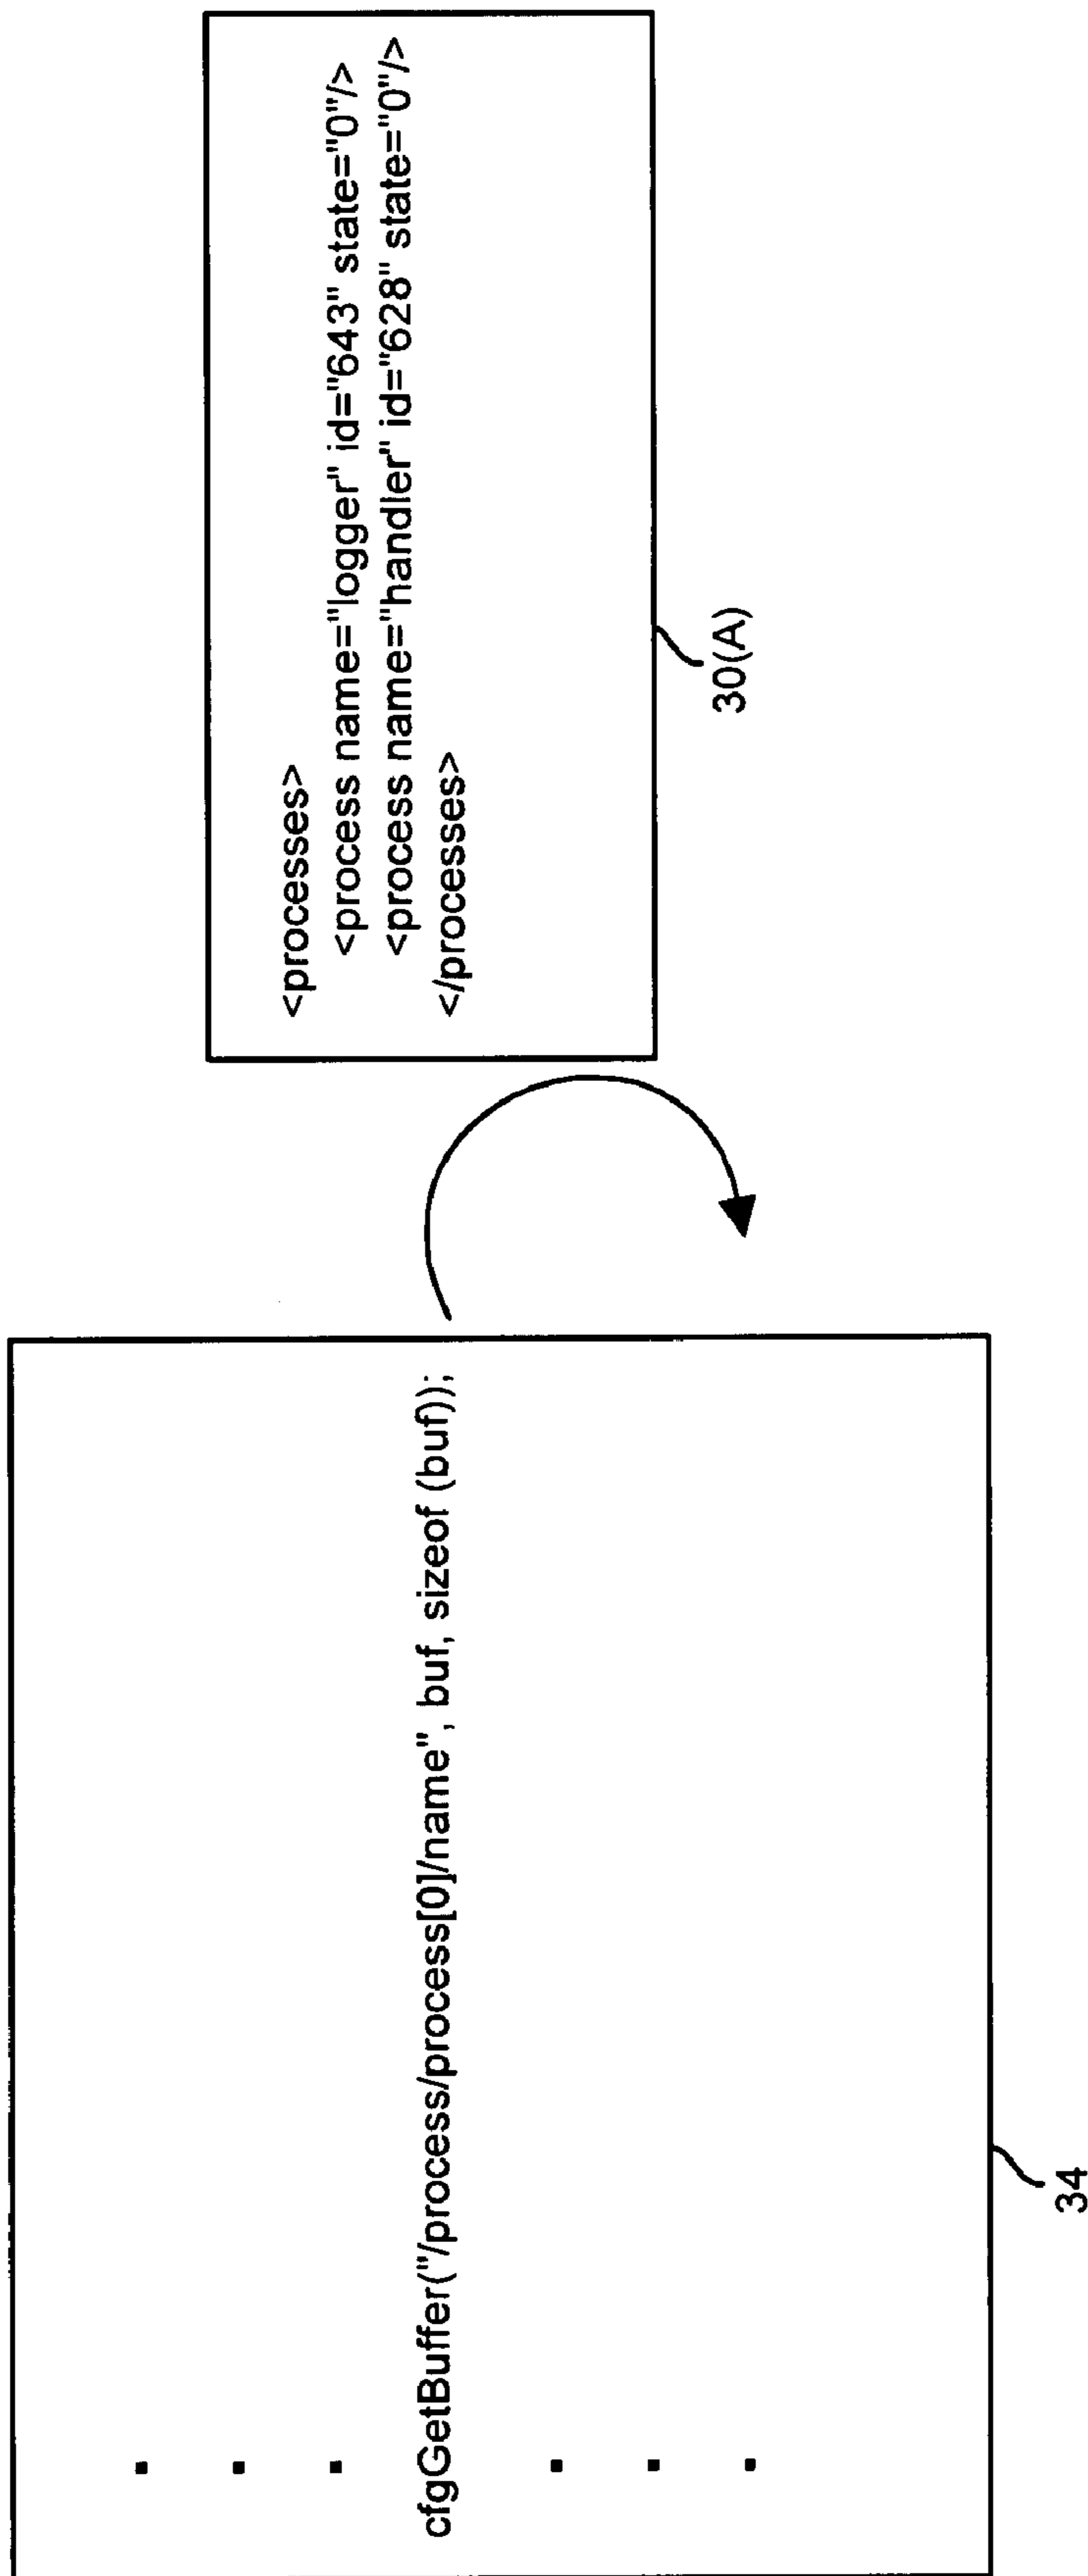 .
.
.
cfgGetBuffer("/process/process[0]/name", buf, sizeof (buf));
.
.
.
34
<processes>
<process name="logger" id="643" state="0"/>
<process name="handler" id="628" state="0"/>
</processes>
30(A)